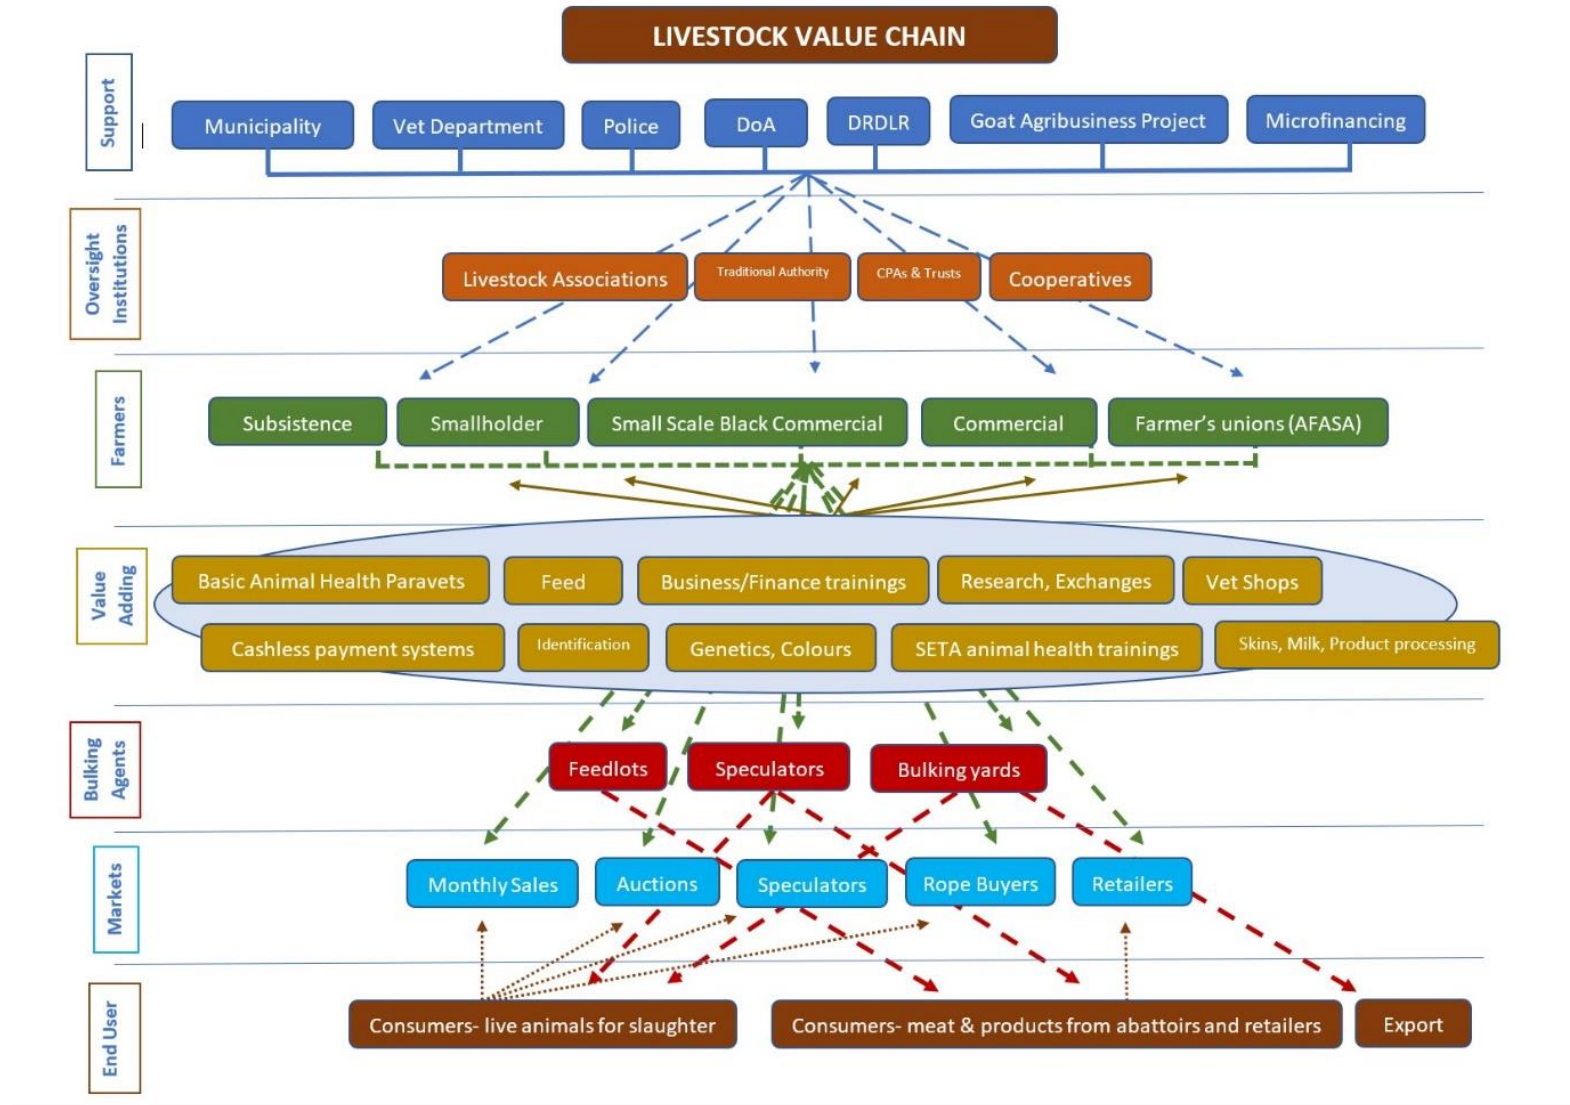 LIVESTOCK VALUE CHAIN
Support
Municipality
Vet Department
Police
DoA
DRDLR
Goat Agribusiness Project
Microfinancing
Oversight
Institutions
Livestock Associations
Traditional Authority
CPAs & Trusts
Cooperatives
Farmers
Subsistence
Smallholder
Small Scale Black Commercial
Commercial
Farmer's unions (AFASA)
Value
Adding
Basic Animal Health Paravets
Feed
Business/Finance trainings
Research, Exchanges
Vet Shops
Cashless payment systems
Identification
Genetics, Colours
SETA animal health trainings
Skins, Milk, Product processing
Bulking
Agents
Feedlots
Speculators
Bulking yards
Markets
Monthly Sales
Auctions
Speculators
Rope Buyers
Retailers
End User
Consumers- live animals for slaughter
Consumers- meat & products from abattoirs and retailers
Export